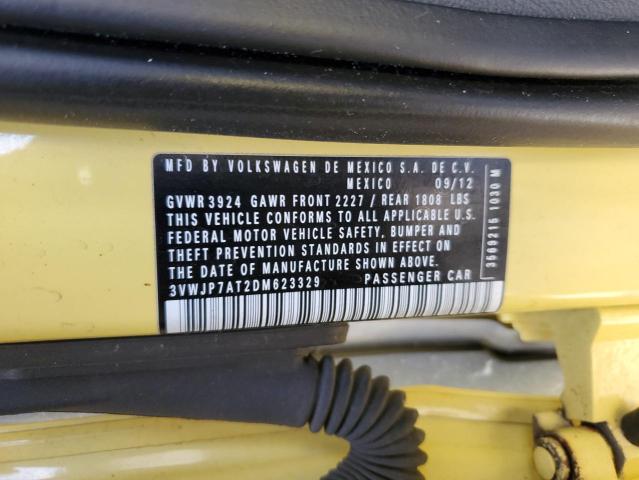 MFD BY VOLKSWAGEN DE MEXICO S.A. DE C.V.
MEXICO 09/12
GVWR 3924 GAWR FRONT 2227 / REAR 1808 LBS
THIS VEHICLE CONFORMS TO ALL APPLICABLE U.S.
FEDERAL MOTOR VEHICLE SAFETY, BUMPER AND
THEFT PREVENTION STANDARDS IN EFFECT ON
THE DATE OF MANUFACTURE SHOWN ABOVE.
3VWJP7AT2DM623329 PASSENGER CAR
3509215 1030 M